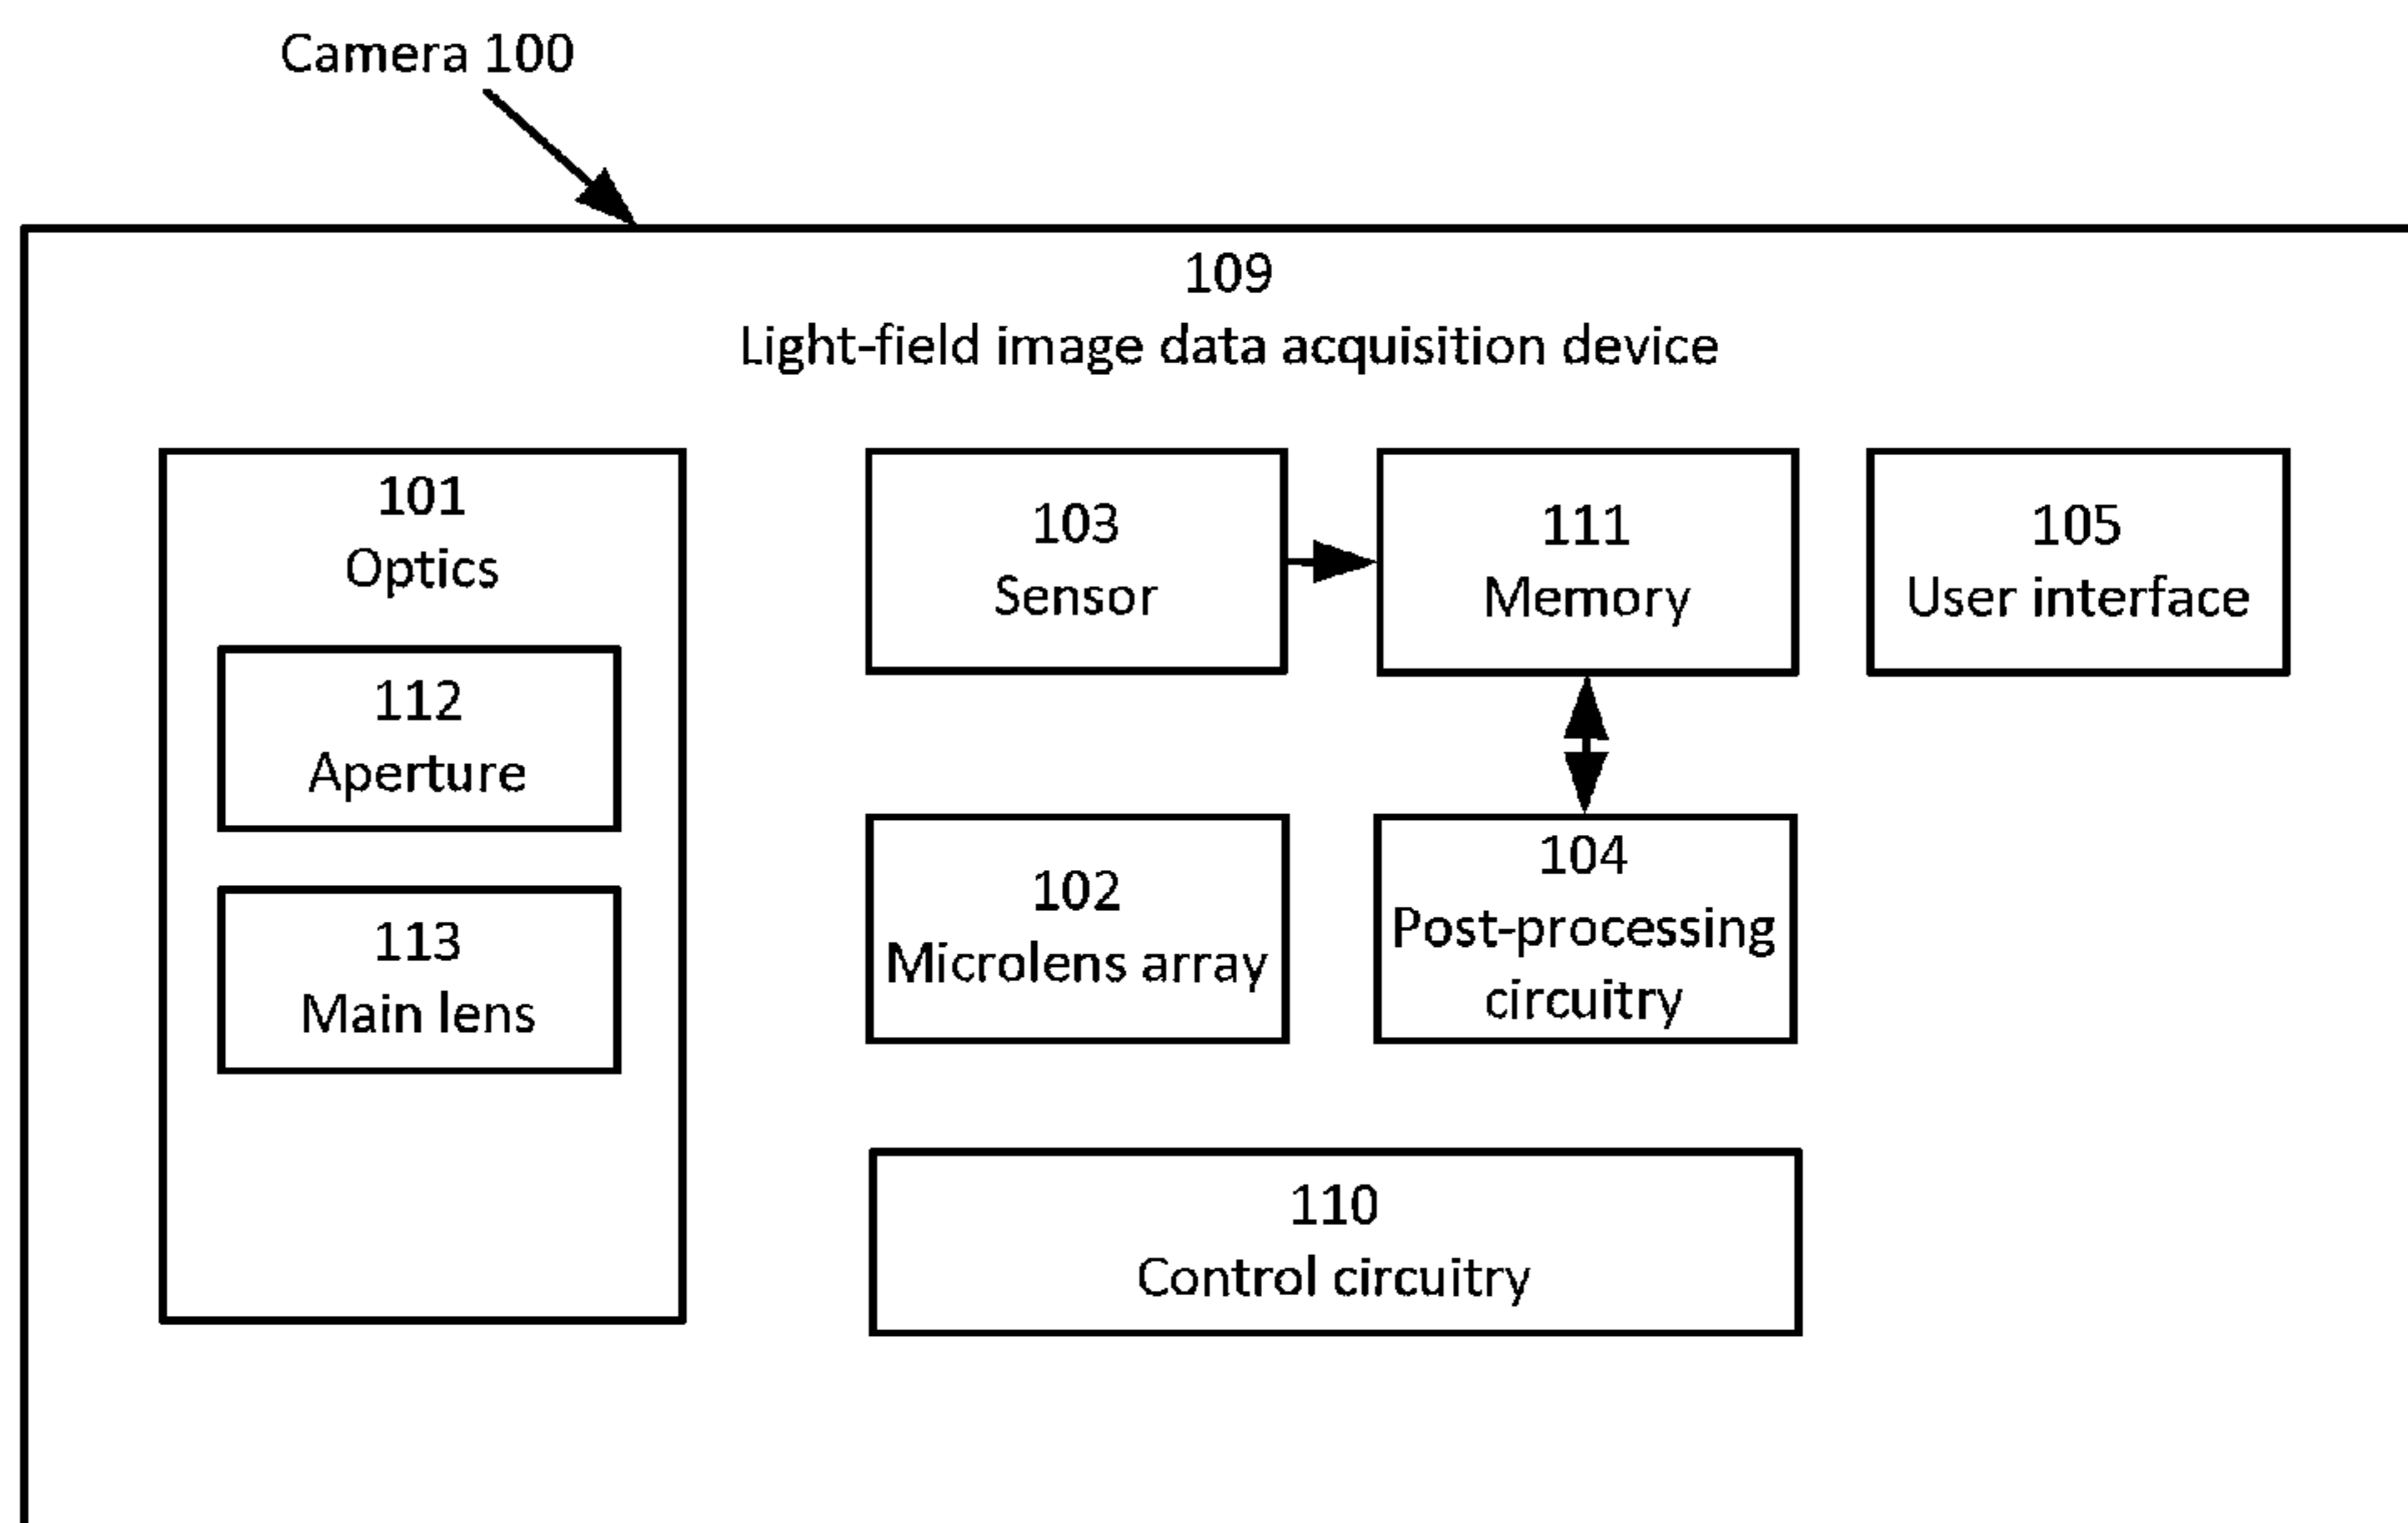 Camera 100
109
Light-field image data acquisition device
101
Optics
112
Aperture
113
Main lens
103
Sensor
111
Memory
105
User interface
102
Microlens array
104
Post-processing
circuitry
110
Control circuitry